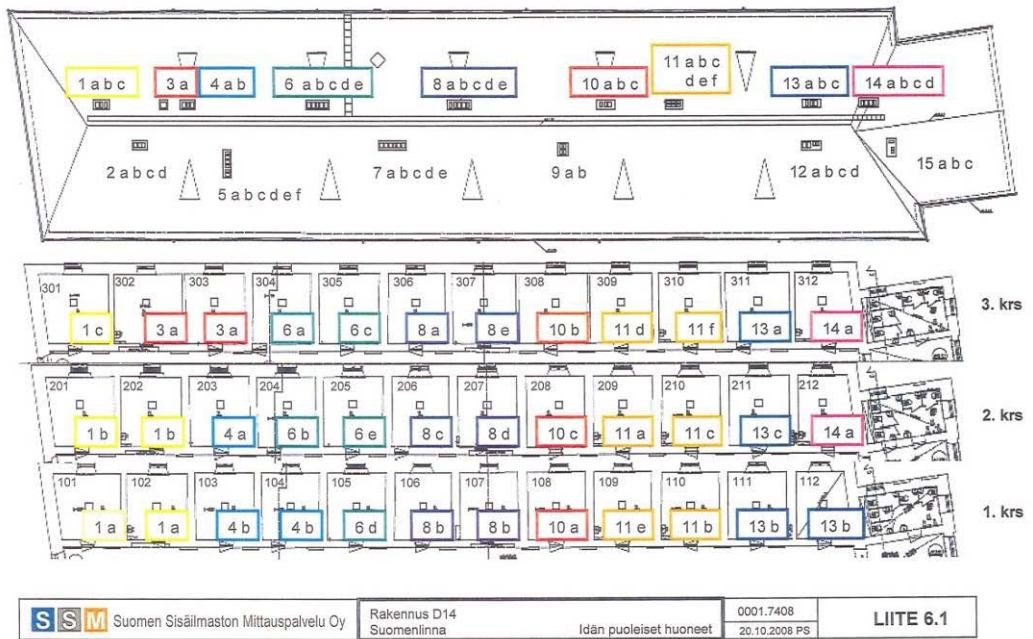 1 a b c
3 a
4 a b
6 a b c d e
8 a b c d e
10 a b c
11 a b c
d e f
13 a b c
14 a b c d
2 a b c d
5 a b c d e f
7 a b c d e
9 a b
12 a b c d
15 a b c
301 302 303 304 305 306 307 308 309 310 311 312
3. krs
1 c 3 a 3 a 6 a 6 c 8 a 8 e 10 b 11 d 11 f 13 a 14 a
201 202 203 204 205 206 207 208 209 210 211 212
2. krs
1 b 1 b 4 a 6 b 6 e 8 c 8 d 10 c 11 a 11 c 13 c 14 a
101 102 103 104 105 106 107 108 109 110 111 112
1. krs
1 a 1 a 4 b 4 b 6 d 8 b 8 b 10 a 11 e 11 b 13 b 13 b
SSM Suomen Sisäilmaston Mittauspalvelu Oy
Rakennus D14
Suomenlinna Idän puoleiset huoneet
0001.7408
20.10.2008 PS
LIITE 6.1